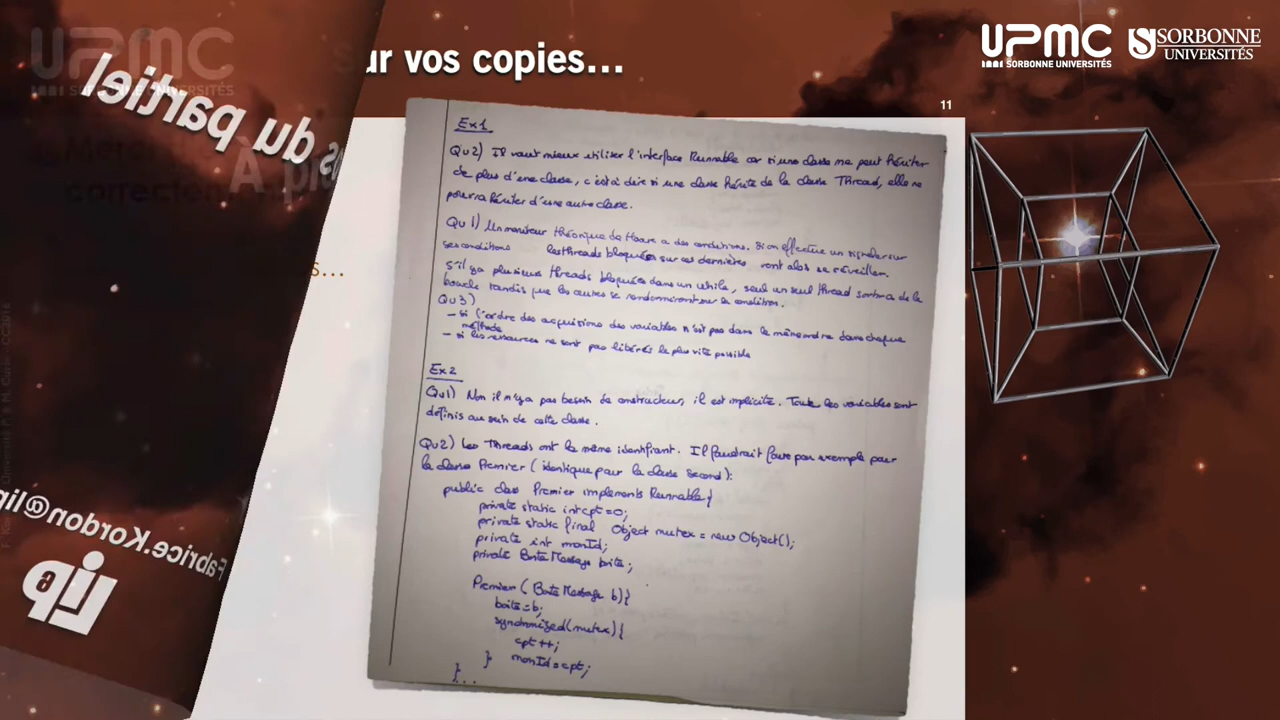 UPMC
SORBONNE UNIVERSITÉS
UPMC
SORBONNE UNIVERSITÉS
SORBONNE
UNIVERSITÉS
ur vos copies...
11
s du partiel
Fabrice.Kordon@lip
lip
Ex1
Qu2) Il vaut mieux utiliser l'interface Runnable car si une classe ne peut hériter
de plus d'une classe, c'est à dire si une classe hérite de la classe Thread, elle ne
pourra hériter d'une autre classe.
Qu1) Un moniteur théorique de Hoare a des conditions. Si on effectue un signaler sur
ses conditions les threads bloqués sur ces dernières vont alors se réveiller.
S'il y a plusieurs threads bloquées dans un while, seul un seul thread sortira de la
boucle tandis que les autres se rendormiront sur la condition.
Qu3)
- si l'ordre des acquisions des variables n'est pas dans le même ordre dans chaque
méthode
- si les ressources ne sont pas libérés le plus vite possible
Ex2
Qu1) Non il n'y a pas besoin de constructeur, il est implicite. Toute les variables sont
définis au sein de cette classe.
Qu2) Les Threads ont le même identifiant. Il faudrait faire par exemple pour
la classe Premier (identique pour la classe Second):
public class Premier implements Runnable{
private static int cpt=0;
private static final Object mutex = new Object();
private int monId;
private BoiteMessage boite;
Premier(BoiteMessage b){
boite=b;
synchronized(mutex){
cpt++;
monId=cpt;
}
}...